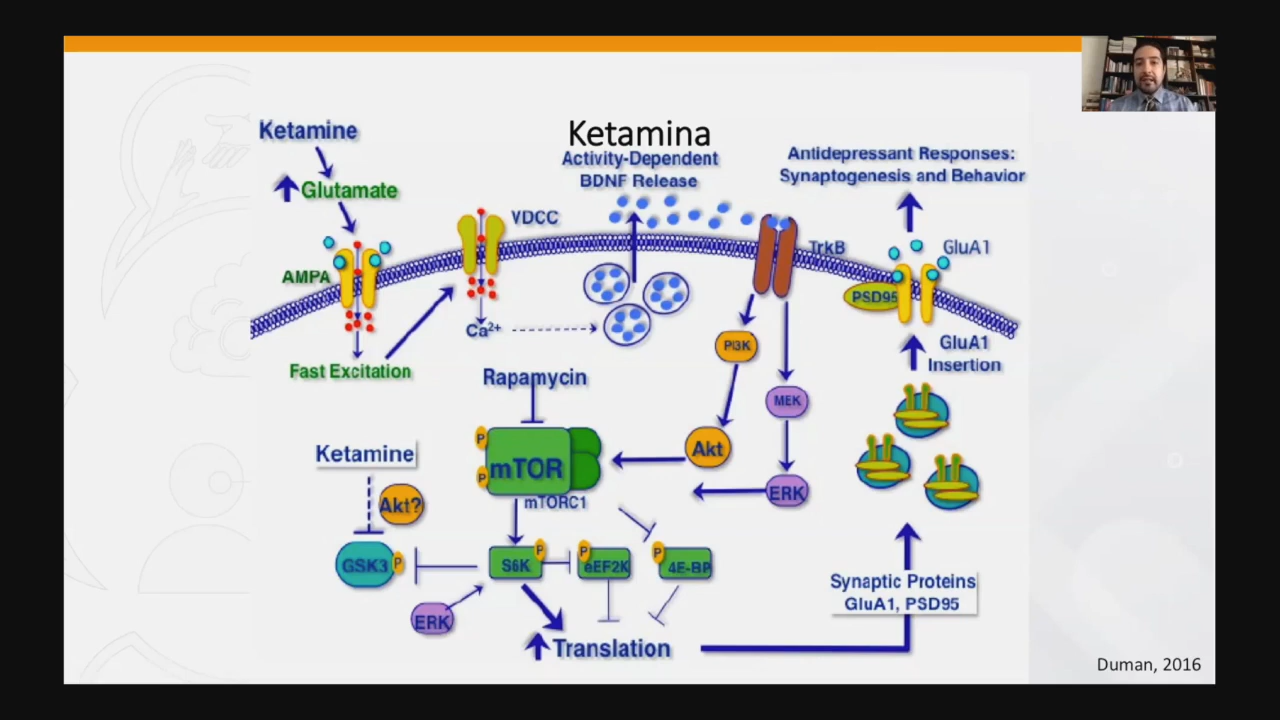 Ketamina
Ketamine
Glutamate
AMPA
Fast Excitation
VDCC
Ca²⁺
Activity-Dependent
BDNF Release
TrkB
Antidepressant Responses:
Synaptogenesis and Behavior
GluA1
PSD95
GluA1
Insertion
PI3K
MEK
Akt
ERK
Rapamycin
P
P
mTOR
mTORC1
Ketamine
Akt?
GSK3
P
S6K
P
eEF2K
P
4E-BP
P
ERK
Translation
Synaptic Proteins
GluA1, PSD95
Duman, 2016